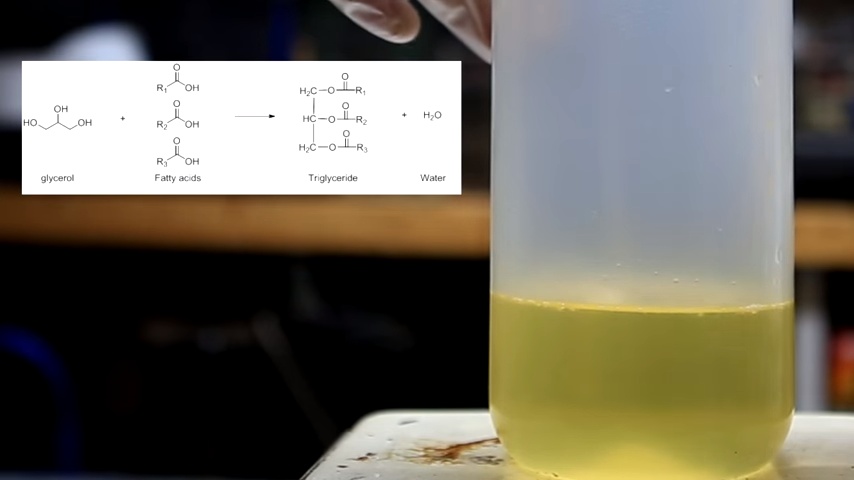 O
R₁ OH
OH
HO OH
+
O
R₂ OH
O
R₃ OH
O
H₂C O R₁
O
HC O R₂
O
H₂C O R₃
+ H₂O
glycerol Fatty acids Triglyceride Water